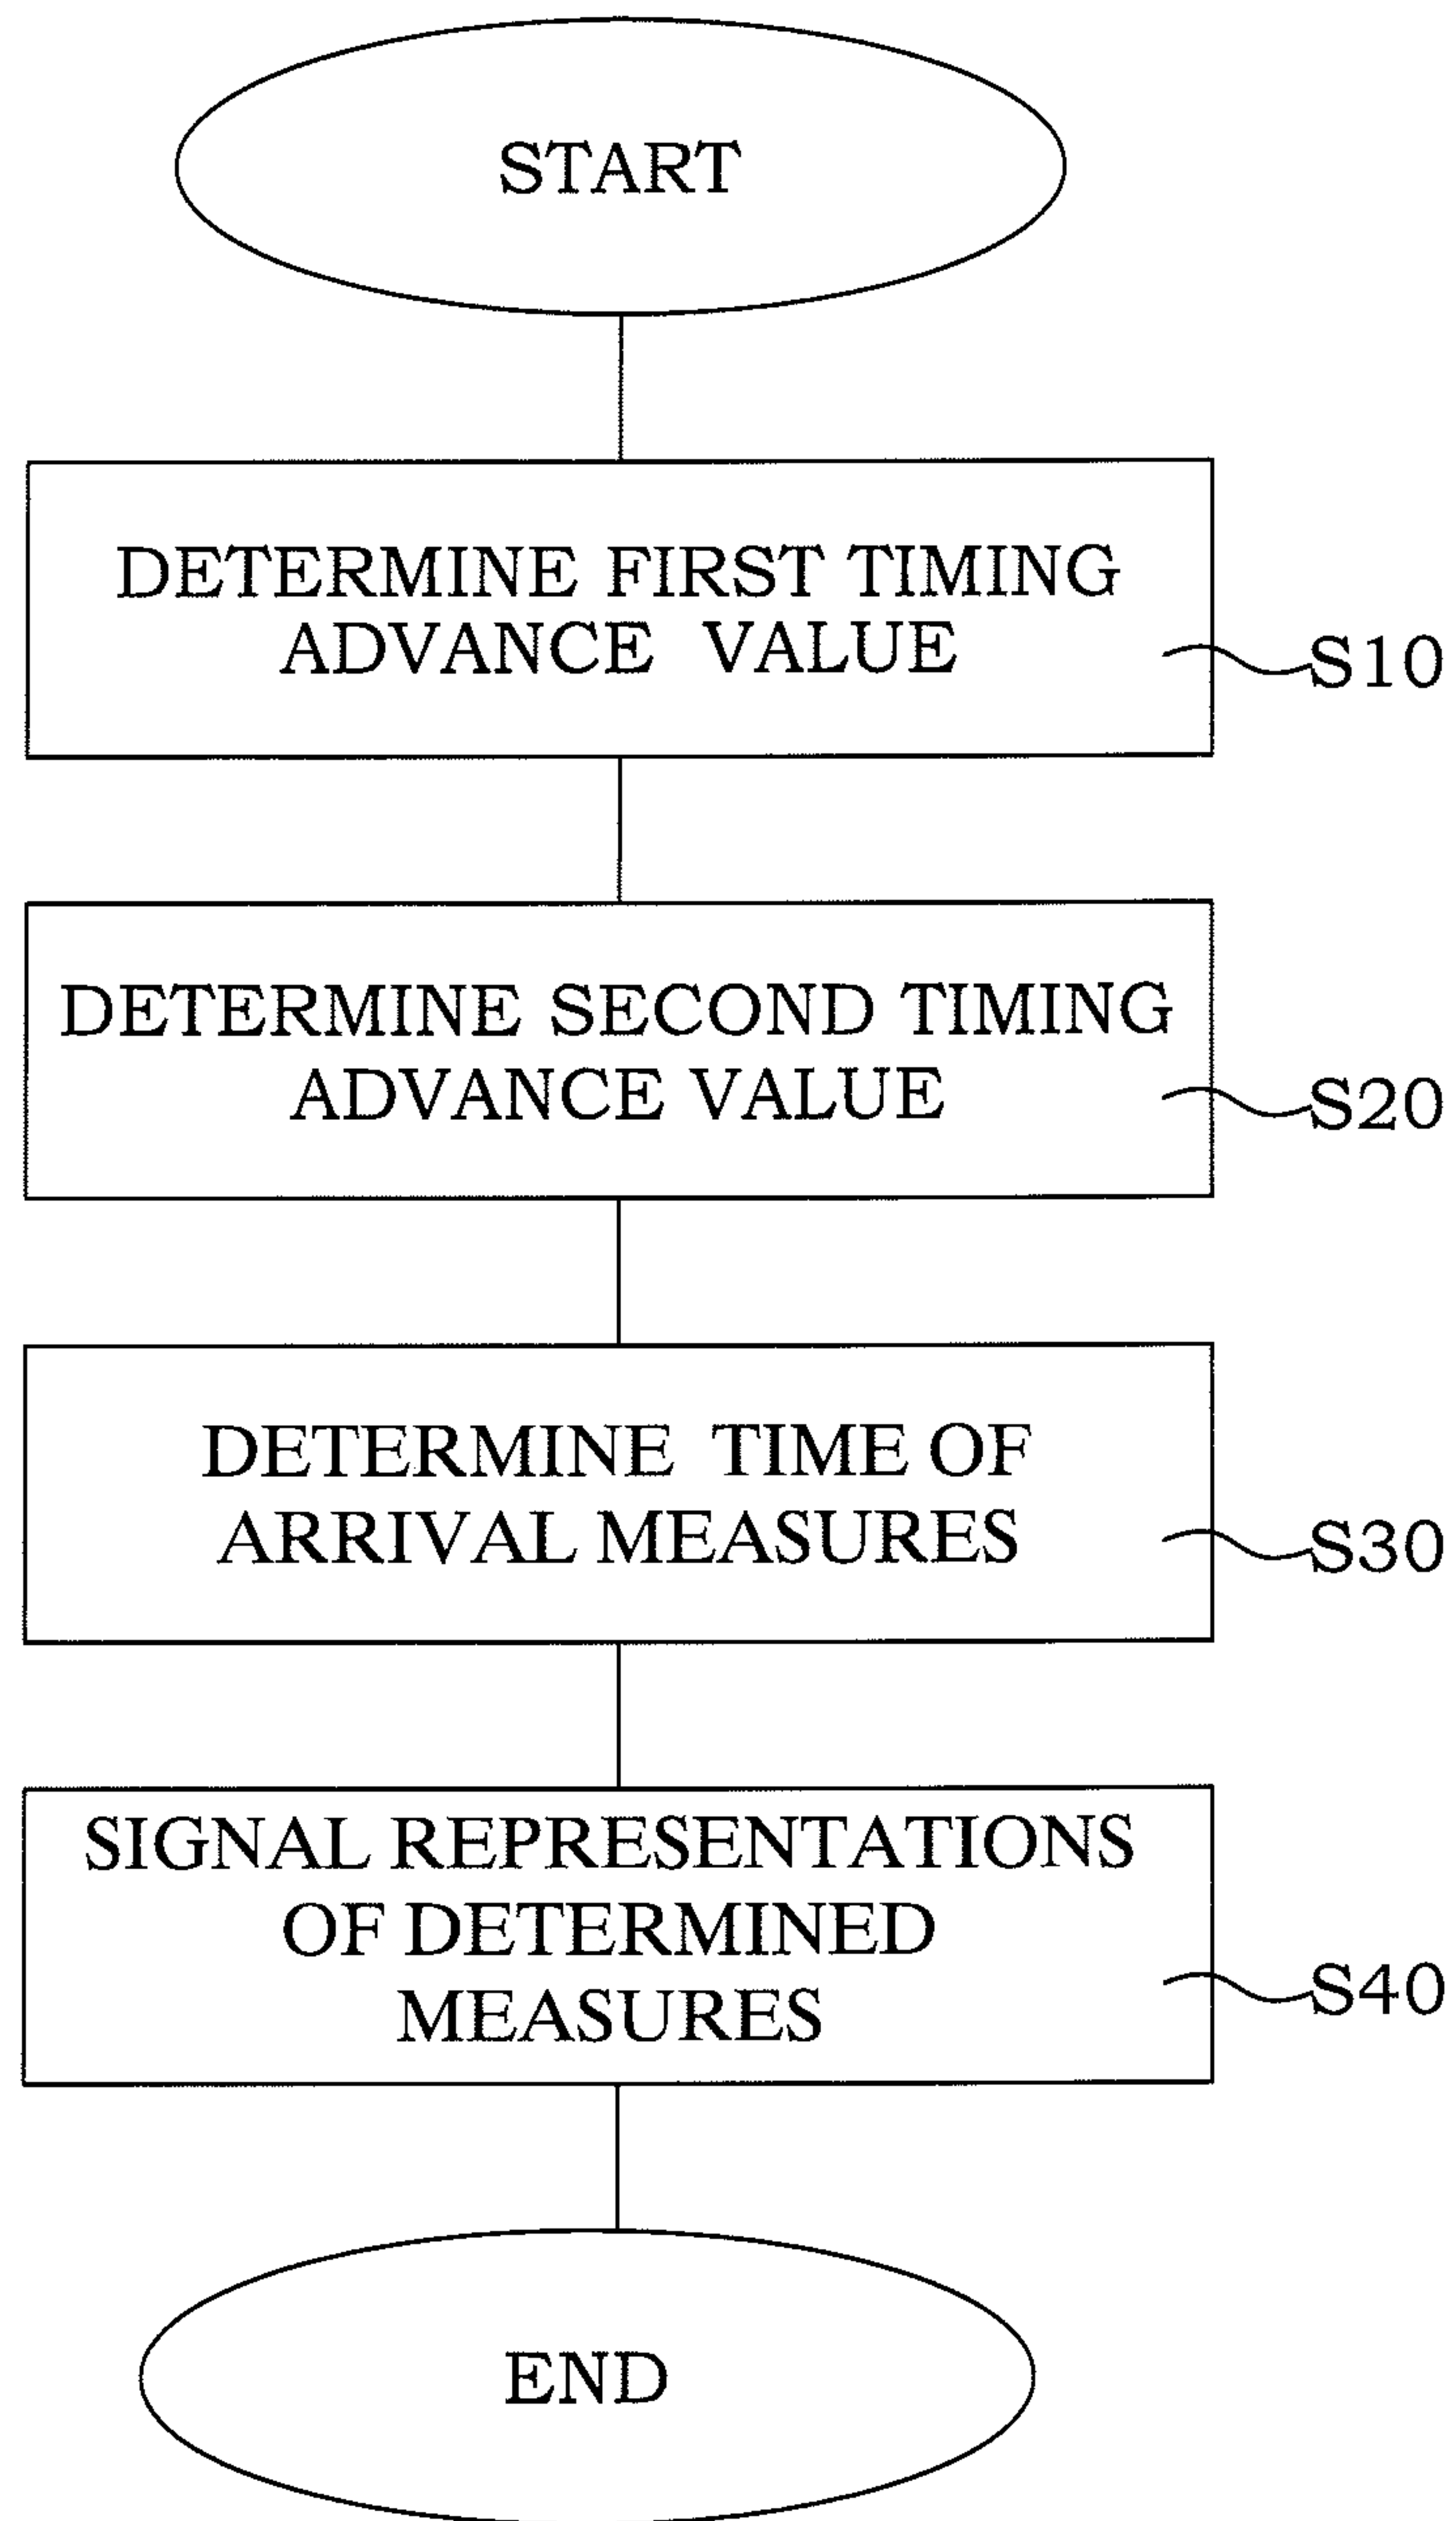 START
DETERMINE FIRST TIMING
ADVANCE VALUE
S10
DETERMINE SECOND TIMING
ADVANCE VALUE
S20
DETERMINE TIME OF
ARRIVAL MEASURES
S30
SIGNAL REPRESENTATIONS
OF DETERMINED
MEASURES
S40
END